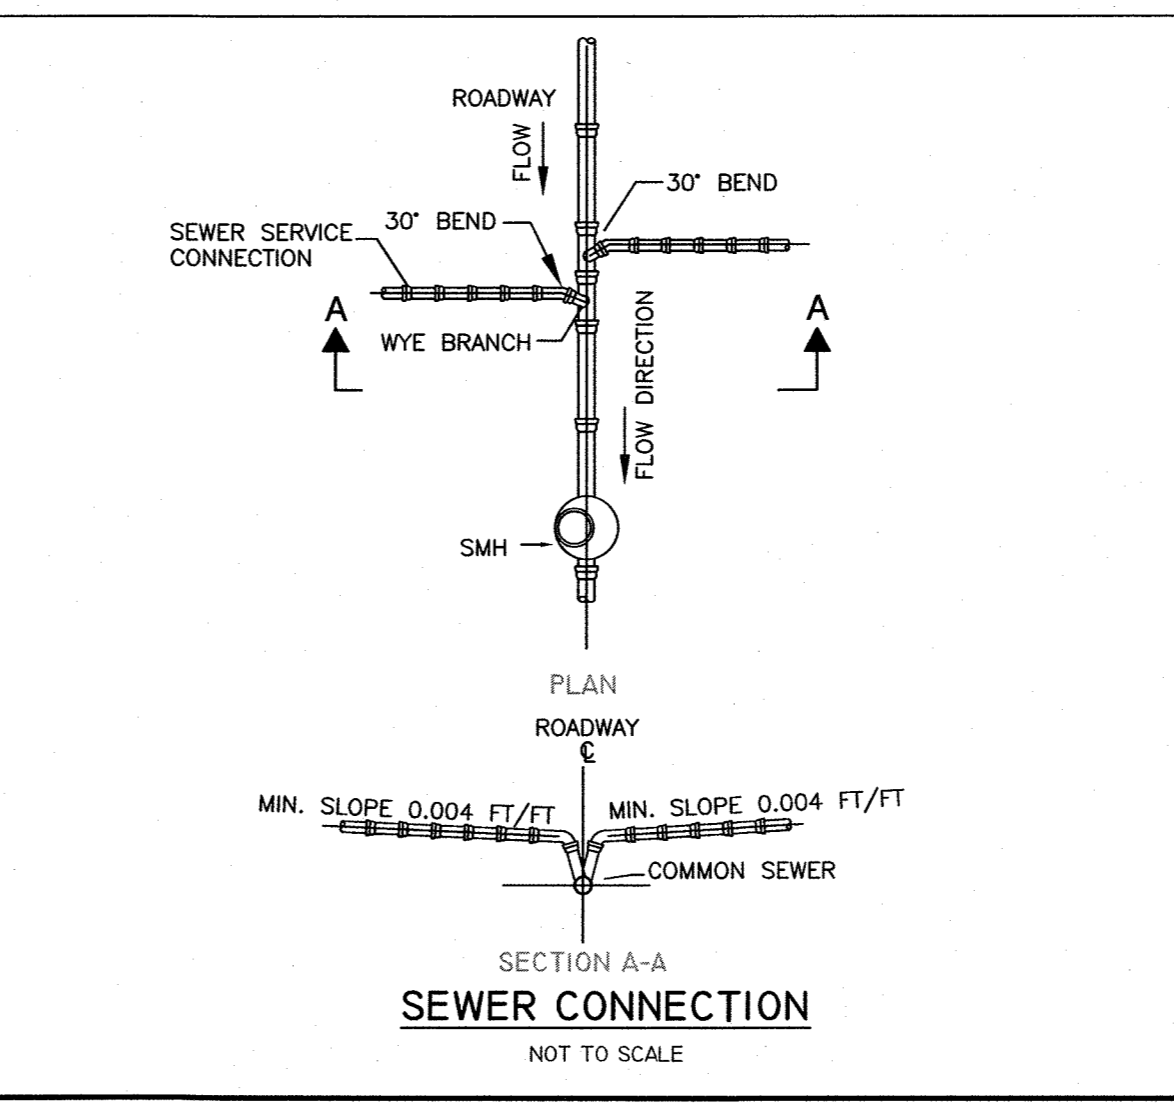 ROADWAY
FLOW
30° BEND
30° BEND
SEWER SERVICE
CONNECTION
A
A
WYE BRANCH
FLOW DIRECTION
SMH
PLAN
ROADWAY
℄
MIN. SLOPE 0.004 FT/FT
MIN. SLOPE 0.004 FT/FT
COMMON SEWER
SECTION A-A
SEWER CONNECTION
NOT TO SCALE